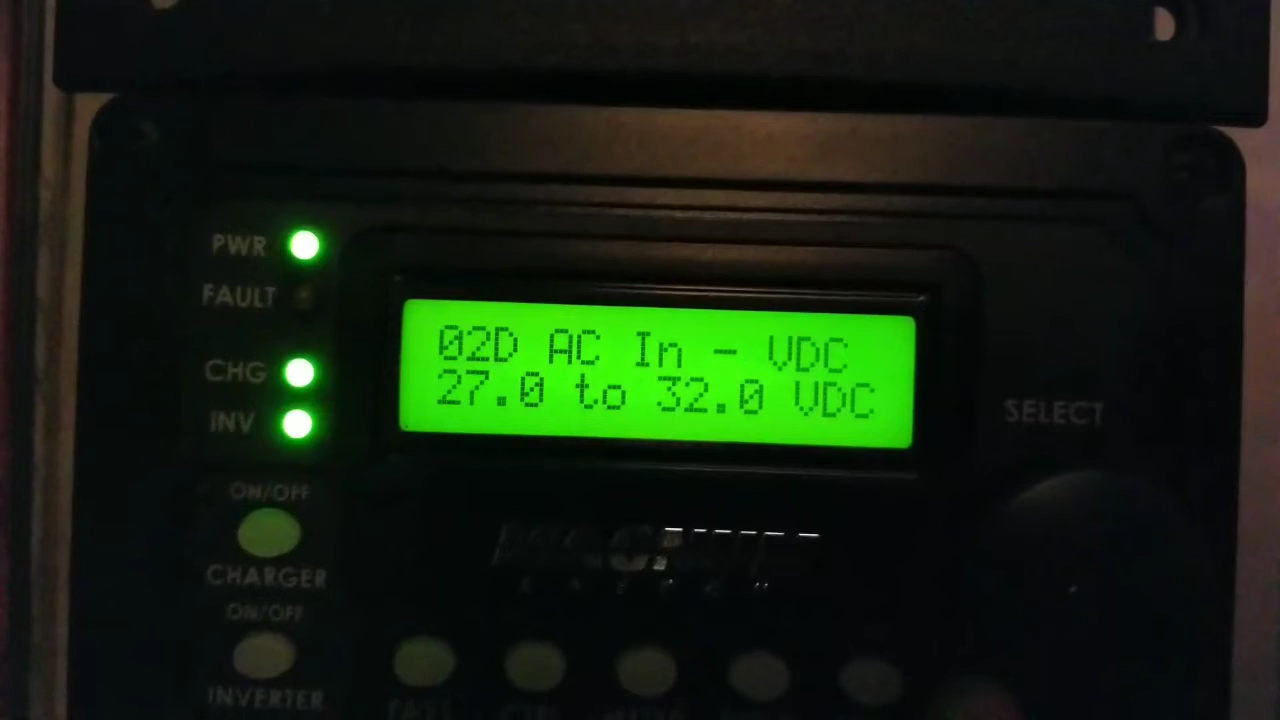 PWR
FAULT
02D AC In - VDC
27.0 to 32.0 VDC
CHG
INV
SELECT
ON/OFF
CHARGER
ON/OFF
INVERTER